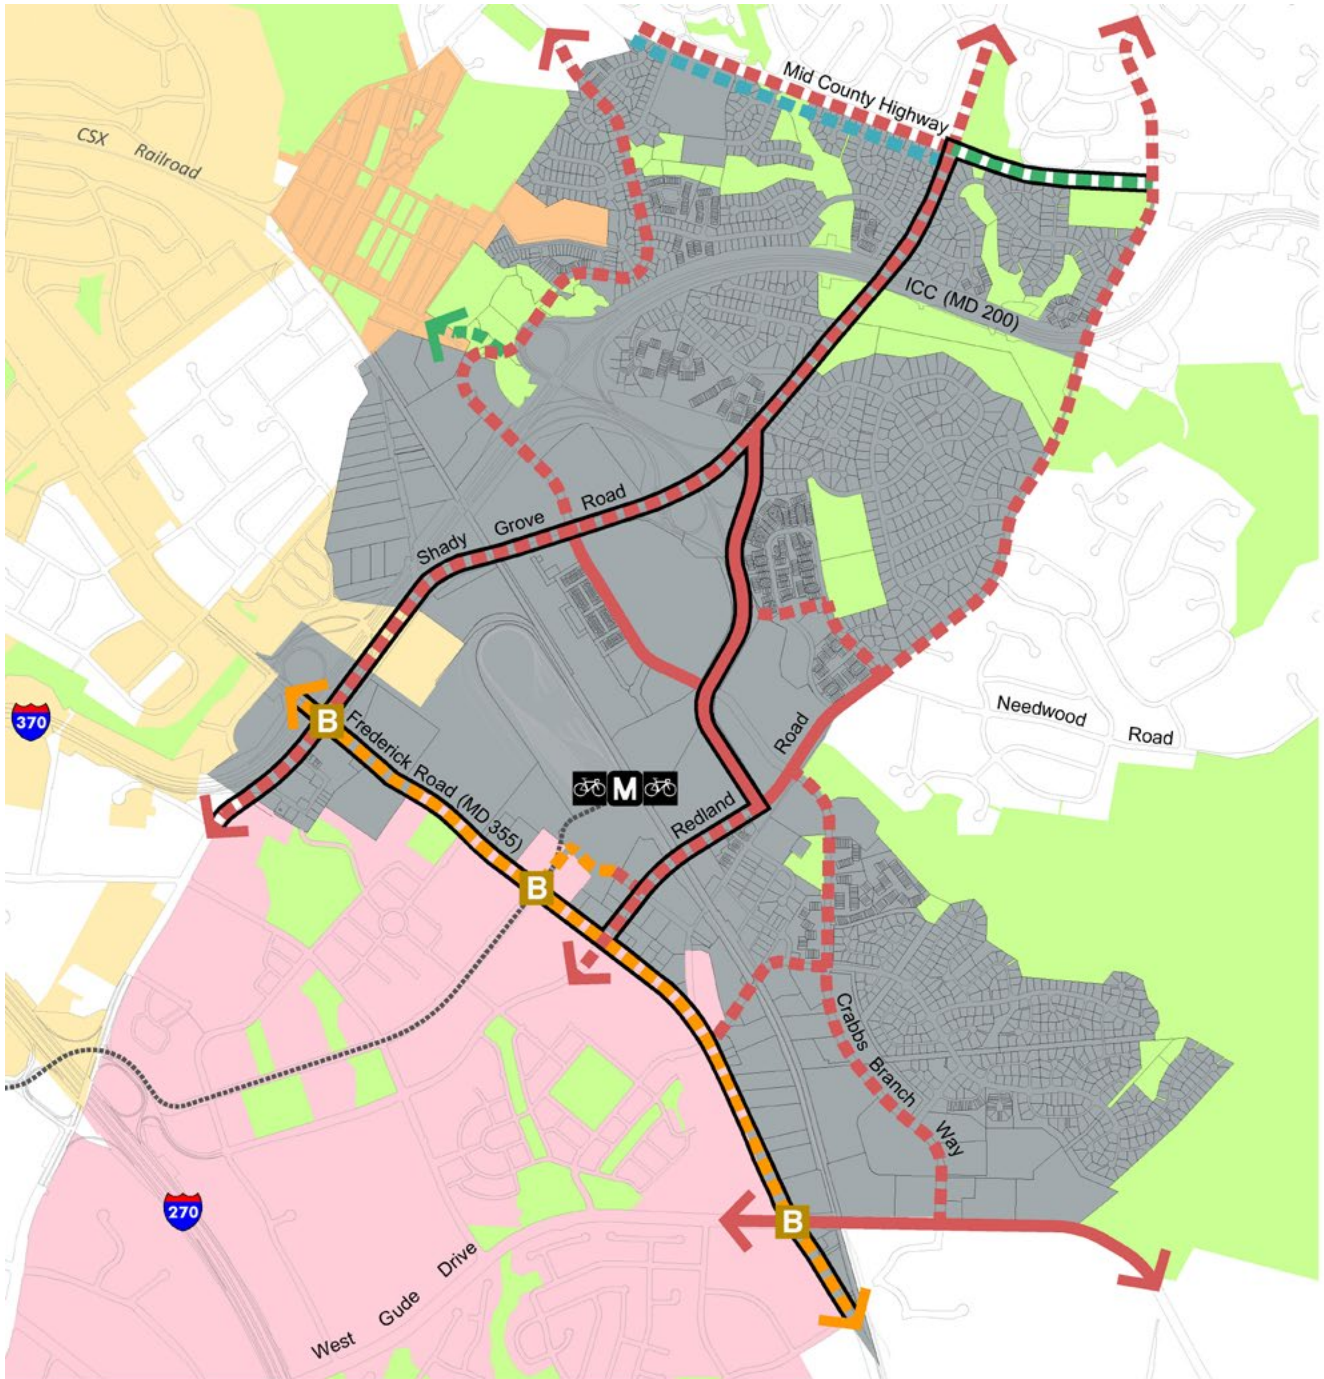 Mid County Highway
CSX Railroad
ICC (MD 200)
Shady Grove Road
370
B
Frederick Road (MD 355)
Needwood Road
M
Redland Road
B
Crabbs Branch Way
270
B
West Gude Drive